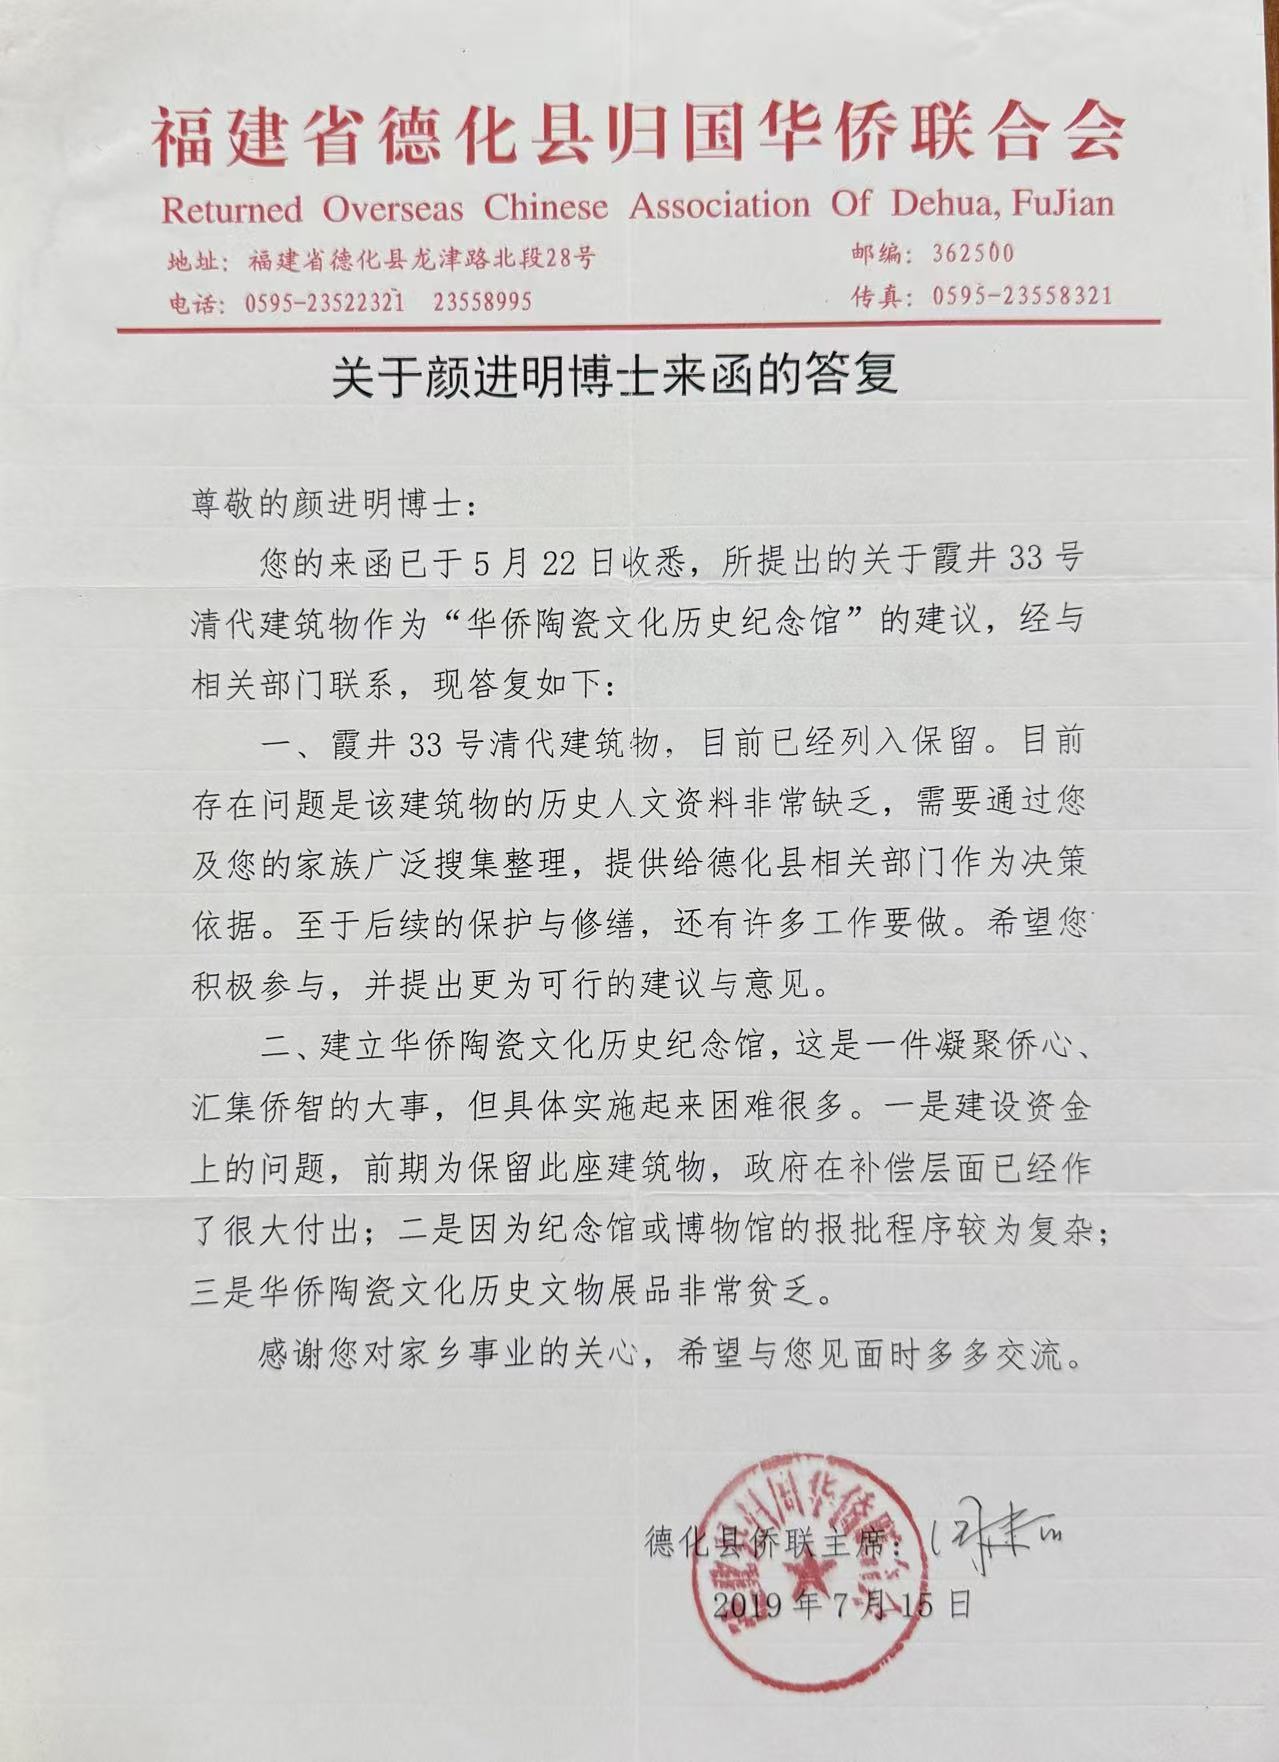 福建省德化县归国华侨联合会
Returned Overseas Chinese Association Of Dehua, FuJian
地址：福建省德化县龙津路北段28号 邮编：362500
电话：0595-23522321 23558995 传真：0595-23558321
关于颜进明博士来函的答复
尊敬的颜进明博士：
您的来函已于 5 月 22 日收悉，所提出的关于霞井 33 号
清代建筑物作为“华侨陶瓷文化历史纪念馆”的建议，经与
相关部门联系，现答复如下：
一、霞井 33 号清代建筑物，目前已经列入保留。目前
存在问题是该建筑物的历史人文资料非常缺乏，需要通过您
及您的家族广泛搜集整理，提供给德化县相关部门作为决策
依据。至于后续的保护与修缮，还有许多工作要做。希望您
积极参与，并提出更为可行的建议与意见。
二、建立华侨陶瓷文化历史纪念馆，这是一件凝聚侨心、
汇集侨智的大事，但具体实施起来困难很多。一是建设资金
上的问题，前期为保留此座建筑物，政府在补偿层面已经作
了很大付出；二是因为纪念馆或博物馆的报批程序较为复杂；
三是华侨陶瓷文化历史文物展品非常贫乏。
感谢您对家乡事业的关心，希望与您见面时多多交流。
德化县侨联主席：
2019 年 7 月 15 日